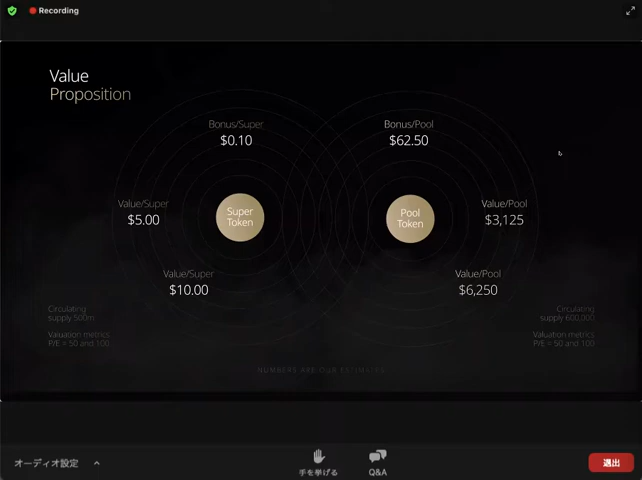 Recording
Value
Proposition
Bonus/Super
$0.10
Bonus/Pool
$62.50
Value/Super
$5.00
Super
Token
Pool
Token
Value/Pool
$3,125
Value/Super
$10.00
Value/Pool
$6,250
Circulating
supply 500m
Valuation metrics
P/E = 50 and 100
Circulating
supply 600,000
Valuation metrics
P/E = 50 and 100
NUMBERS ARE OUR ESTIMATES
オーディオ設定
手を挙げる
Q&A
退出